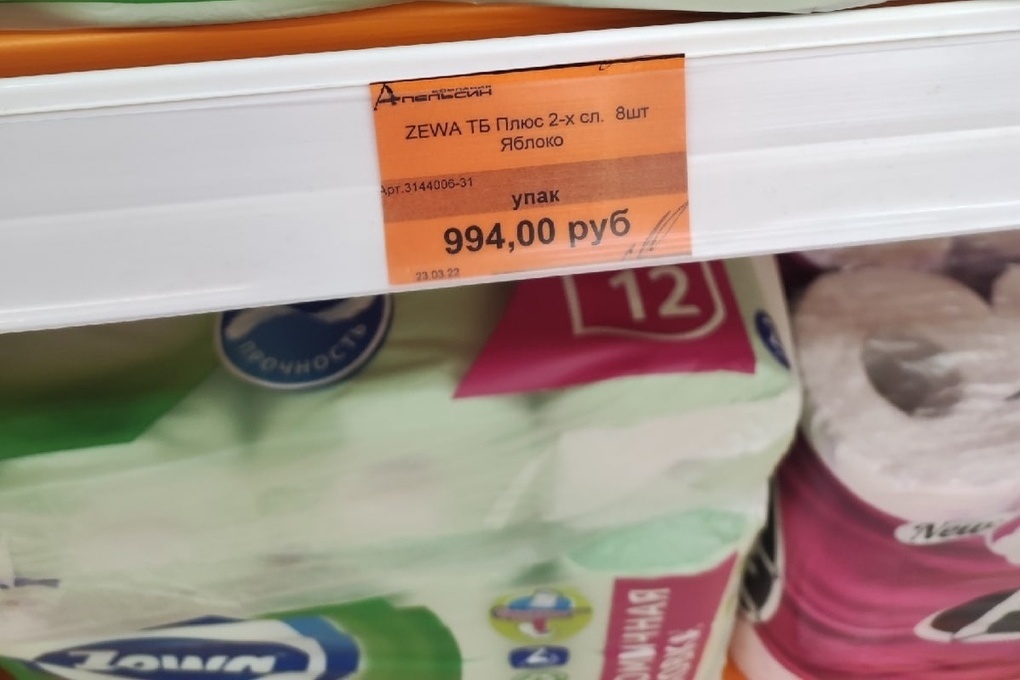 компания
Апельсин
ZEWA ТБ Плюс 2-х сл. 8шт
Яблоко
Арт.3144006-31
упак
994,00 руб
23.03.22
12
ПРОЧНОСТЬ
New
Zewa